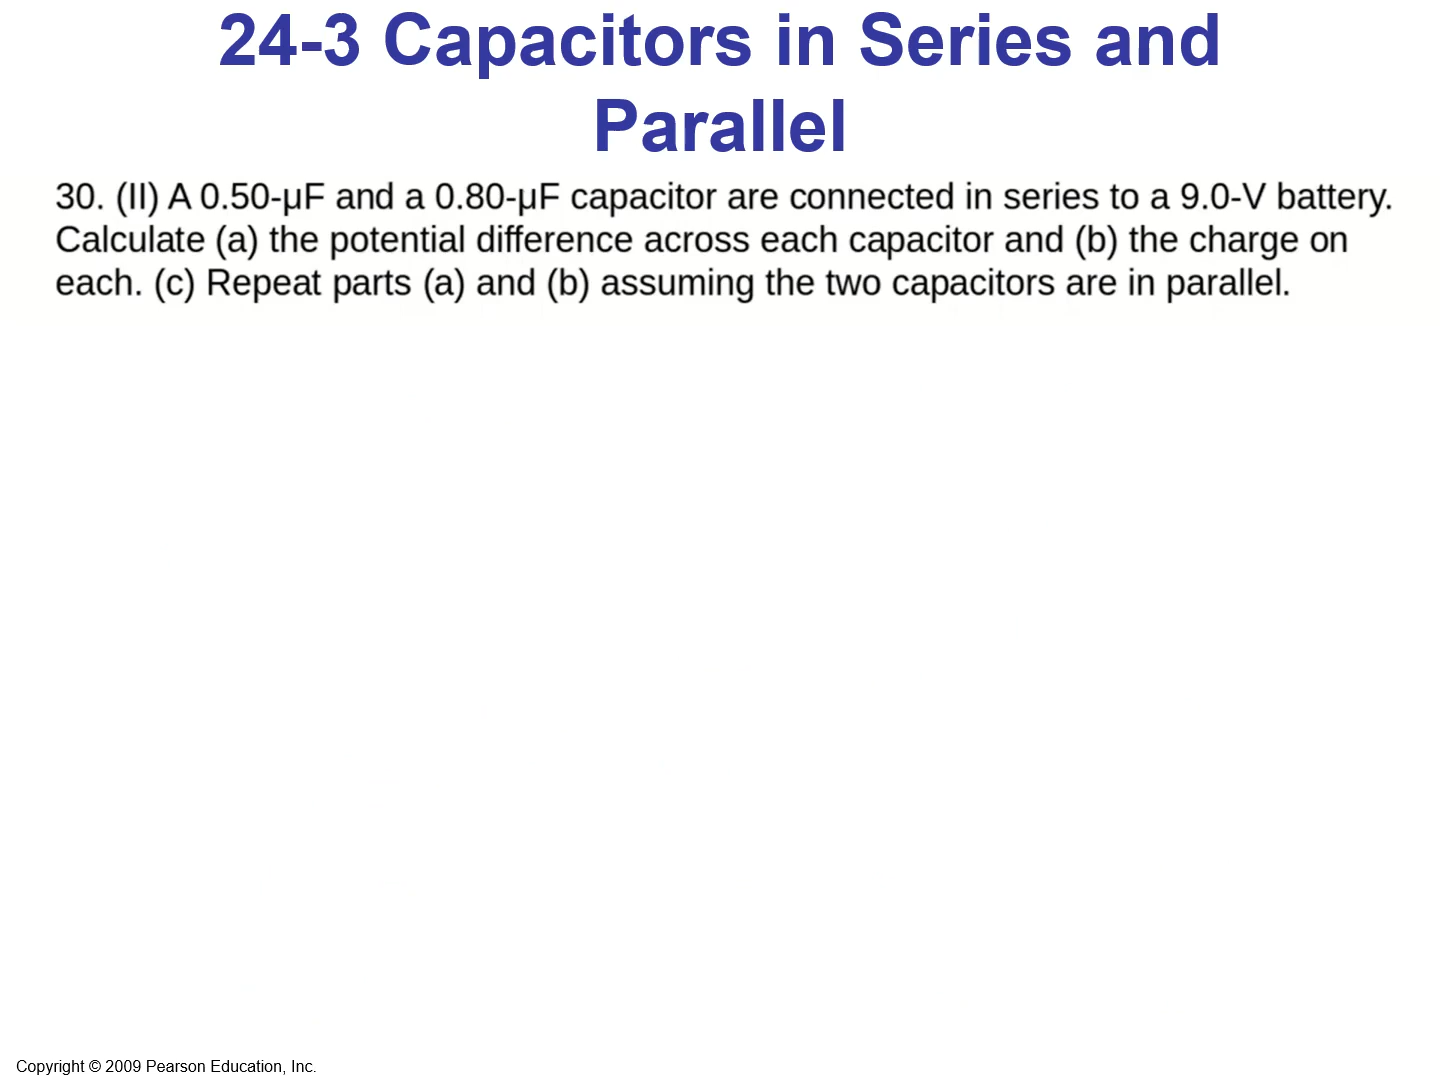 24-3 Capacitors in Series and
Parallel
30. (II) A 0.50-μF and a 0.80-μF capacitor are connected in series to a 9.0-V battery.
Calculate (a) the potential difference across each capacitor and (b) the charge on
each. (c) Repeat parts (a) and (b) assuming the two capacitors are in parallel.
Copyright © 2009 Pearson Education, Inc.